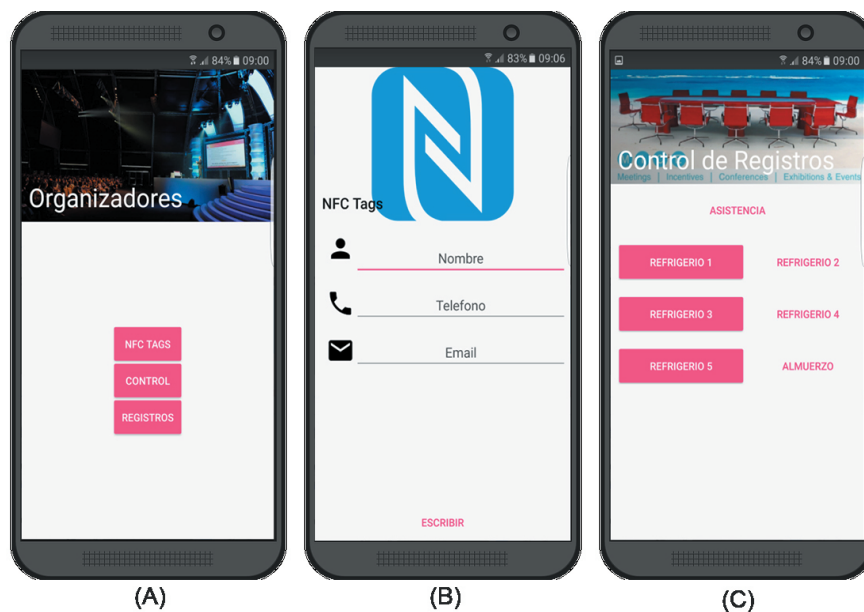 84% 09:00
Organizadores
NFC TAGS
CONTROL
REGISTROS
(A)
83% 09:06
NFC Tags
Nombre
Telefono
Email
ESCRIBIR
(B)
84% 09:00
Control de Registros
Meetings | Incentives | Conferences | Exhibitions & Events
ASISTENCIA
REFRIGERIO 1 REFRIGERIO 2
REFRIGERIO 3 REFRIGERIO 4
REFRIGERIO 5 ALMUERZO
(C)